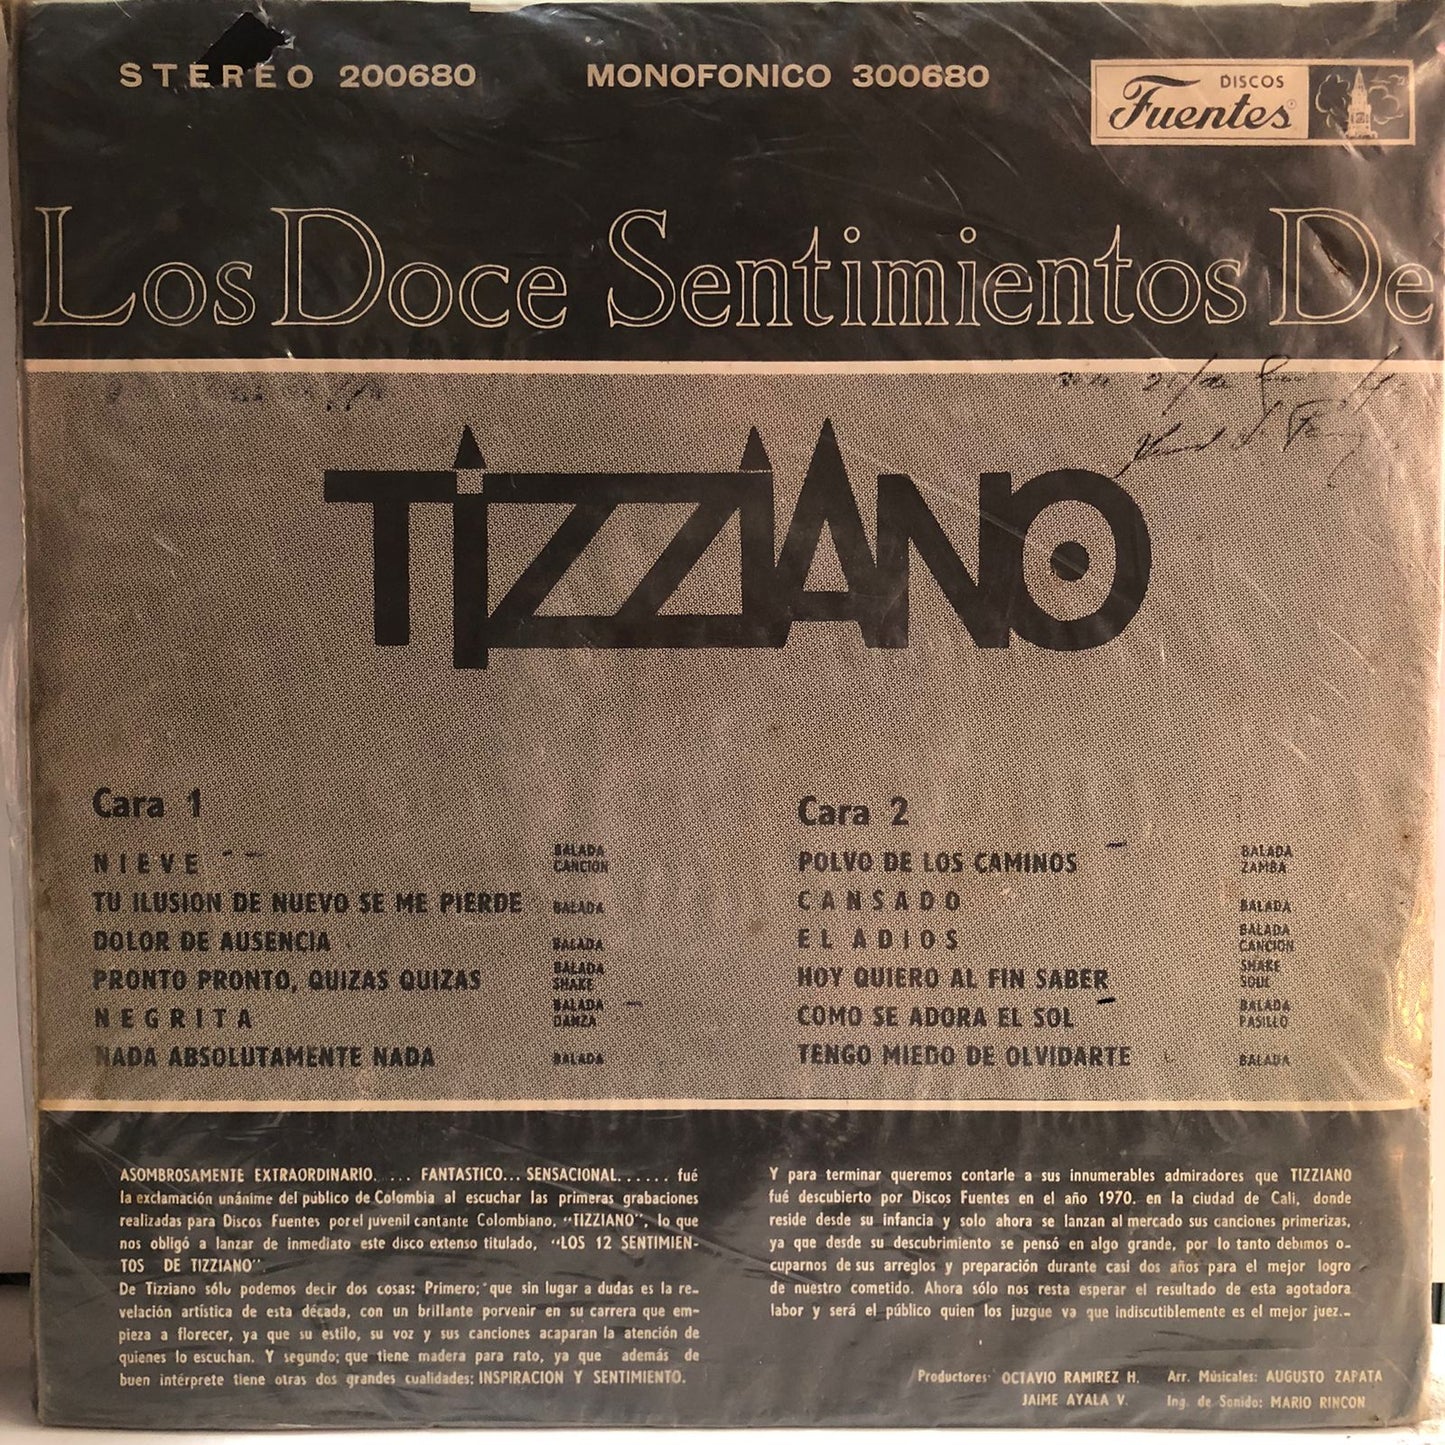 STEREO 200680 MONOFONICO 300680
DISCOS
Fuentes
Los Doce Sentimientos De
TIZZIANO
Cara 1
NIEVE BALADA CANCION
TU ILUSION DE NUEVO SE ME PIERDE BALADA
DOLOR DE AUSENCIA BALADA
PRONTO PRONTO, QUIZAS QUIZAS BALADA SHAKE
NEGRITA BALADA DANZA
NADA ABSOLUTAMENTE NADA BALADA
Cara 2
POLVO DE LOS CAMINOS BALADA ZAMBA
CANSADO BALADA
EL ADIOS BALADA CANCION
HOY QUIERO AL FIN SABER SHAKE SOUL
COMO SE ADORA EL SOL BALADA PASILLO
TENGO MIEDO DE OLVIDARTE BALADA
ASOMBROSAMENTE EXTRAORDINARIO.... FANTASTICO... SENSACIONAL...... fué
la exclamación unánime del público de Colombia al escuchar las primeras grabaciones
realizadas para Discos Fuentes por el juvenil cantante Colombiano, "TIZZIANO", lo que
nos obligó a lanzar de inmediato este disco extenso titulado, "LOS 12 SENTIMIEN-
TOS DE TIZZIANO".
De Tizziano sólo podemos decir dos cosas: Primero; que sin lugar a dudas es la re-
velación artística de esta década, con un brillante porvenir en su carrera que em-
pieza a florecer, ya que su estilo, su voz y sus canciones acaparan la atención de
quienes lo escuchan. Y segundo; que tiene madera para rato, ya que además de
buen intérprete tiene otras dos grandes cualidades; INSPIRACION Y SENTIMIENTO.
Y para terminar queremos contarle a sus innumerables admiradores que TIZZIANO
fué descubierto por Discos Fuentes en el año 1970. en la ciudad de Cali, donde
reside desde su infancia y solo ahora se lanzan al mercado sus canciones primerizas,
ya que desde su descubrimiento se pensó en algo grande, por lo tanto debimos o-
cuparnos de sus arreglos y preparación durante casi dos años para el mejor logro
de nuestro cometido. Ahora sólo nos resta esperar el resultado de esta agotadora
labor y será el público quien los juzgue ya que indiscutiblemente es el mejor juez.-
Productores: OCTAVIO RAMIREZ H. Arr. Músicales: AUGUSTO ZAPATA
JAIME AYALA V. Ing. de Sonido: MARIO RINCON